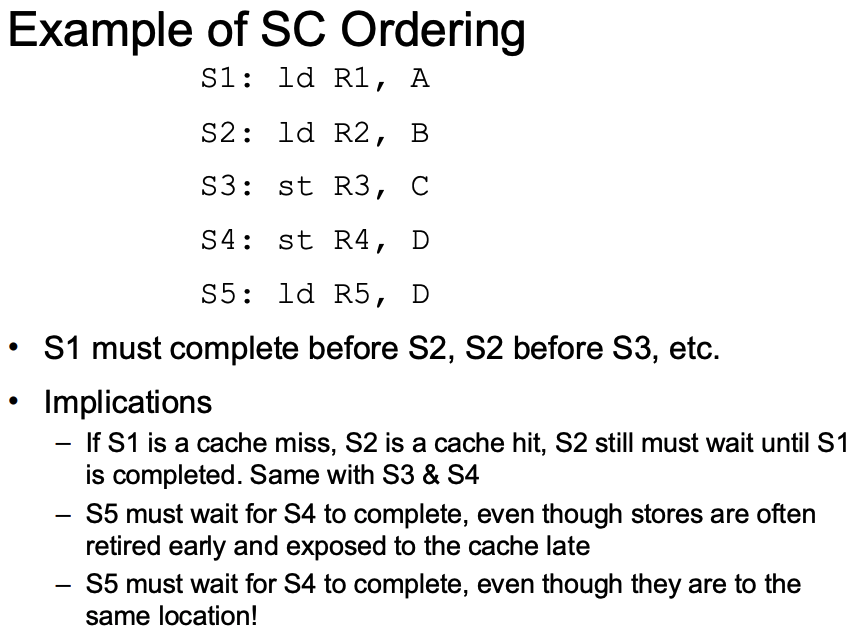 Example of SC Ordering
S1: ld R1, A
S2: ld R2, B
S3: st R3, C
S4: st R4, D
S5: ld R5, D
• S1 must complete before S2, S2 before S3, etc.
• Implications
– If S1 is a cache miss, S2 is a cache hit, S2 still must wait until S1
is completed. Same with S3 & S4
– S5 must wait for S4 to complete, even though stores are often
retired early and exposed to the cache late
– S5 must wait for S4 to complete, even though they are to the
same location!